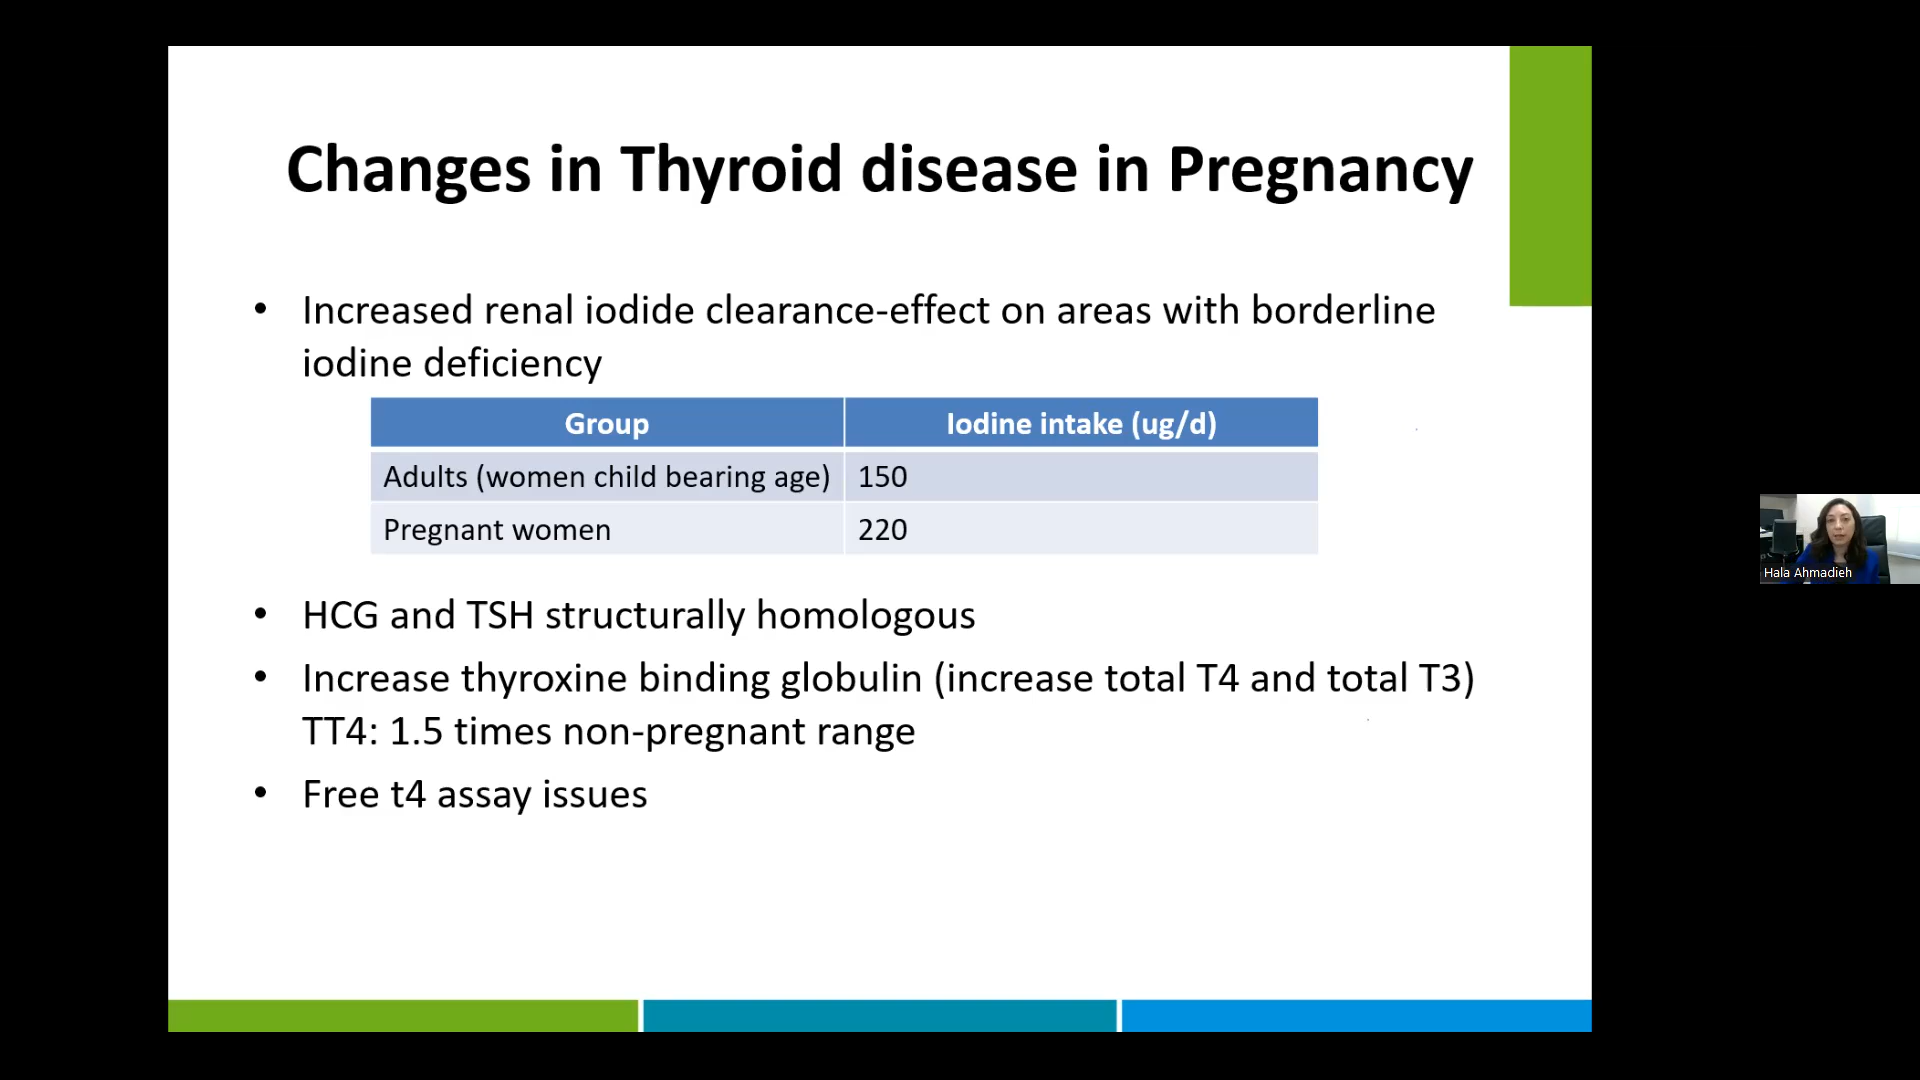 Changes in Thyroid disease in Pregnancy
• Increased renal iodide clearance-effect on areas with borderline
iodine deficiency
Group Iodine intake (ug/d)
Adults (women child bearing age) 150
Pregnant women 220
• HCG and TSH structurally homologous
• Increase thyroxine binding globulin (increase total T4 and total T3)
TT4: 1.5 times non-pregnant range
• Free t4 assay issues
Hala Ahmadieh